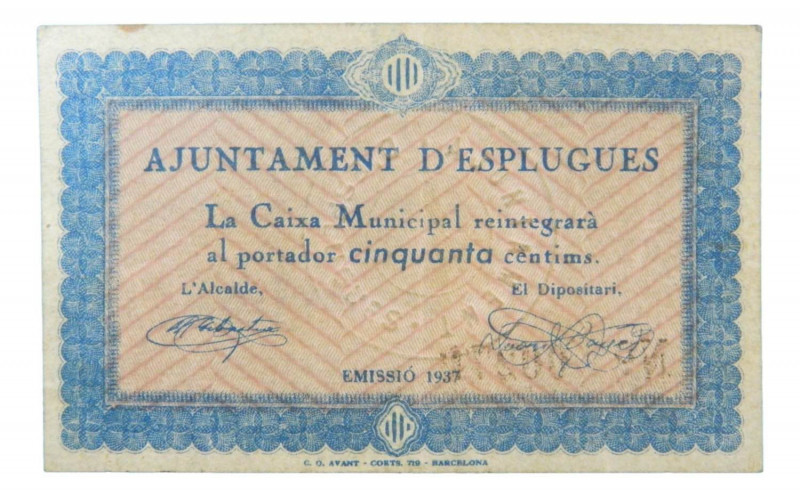 AJUNTAMENT D'ESPLUGUES
La Caixa Municipal reintegrarà
al portador cinquanta cèntims.
L'Alcalde,
El Dipositari,
EMISSIÓ 1937
C. O. AVANT - CORTS, 719 - BARCELONA